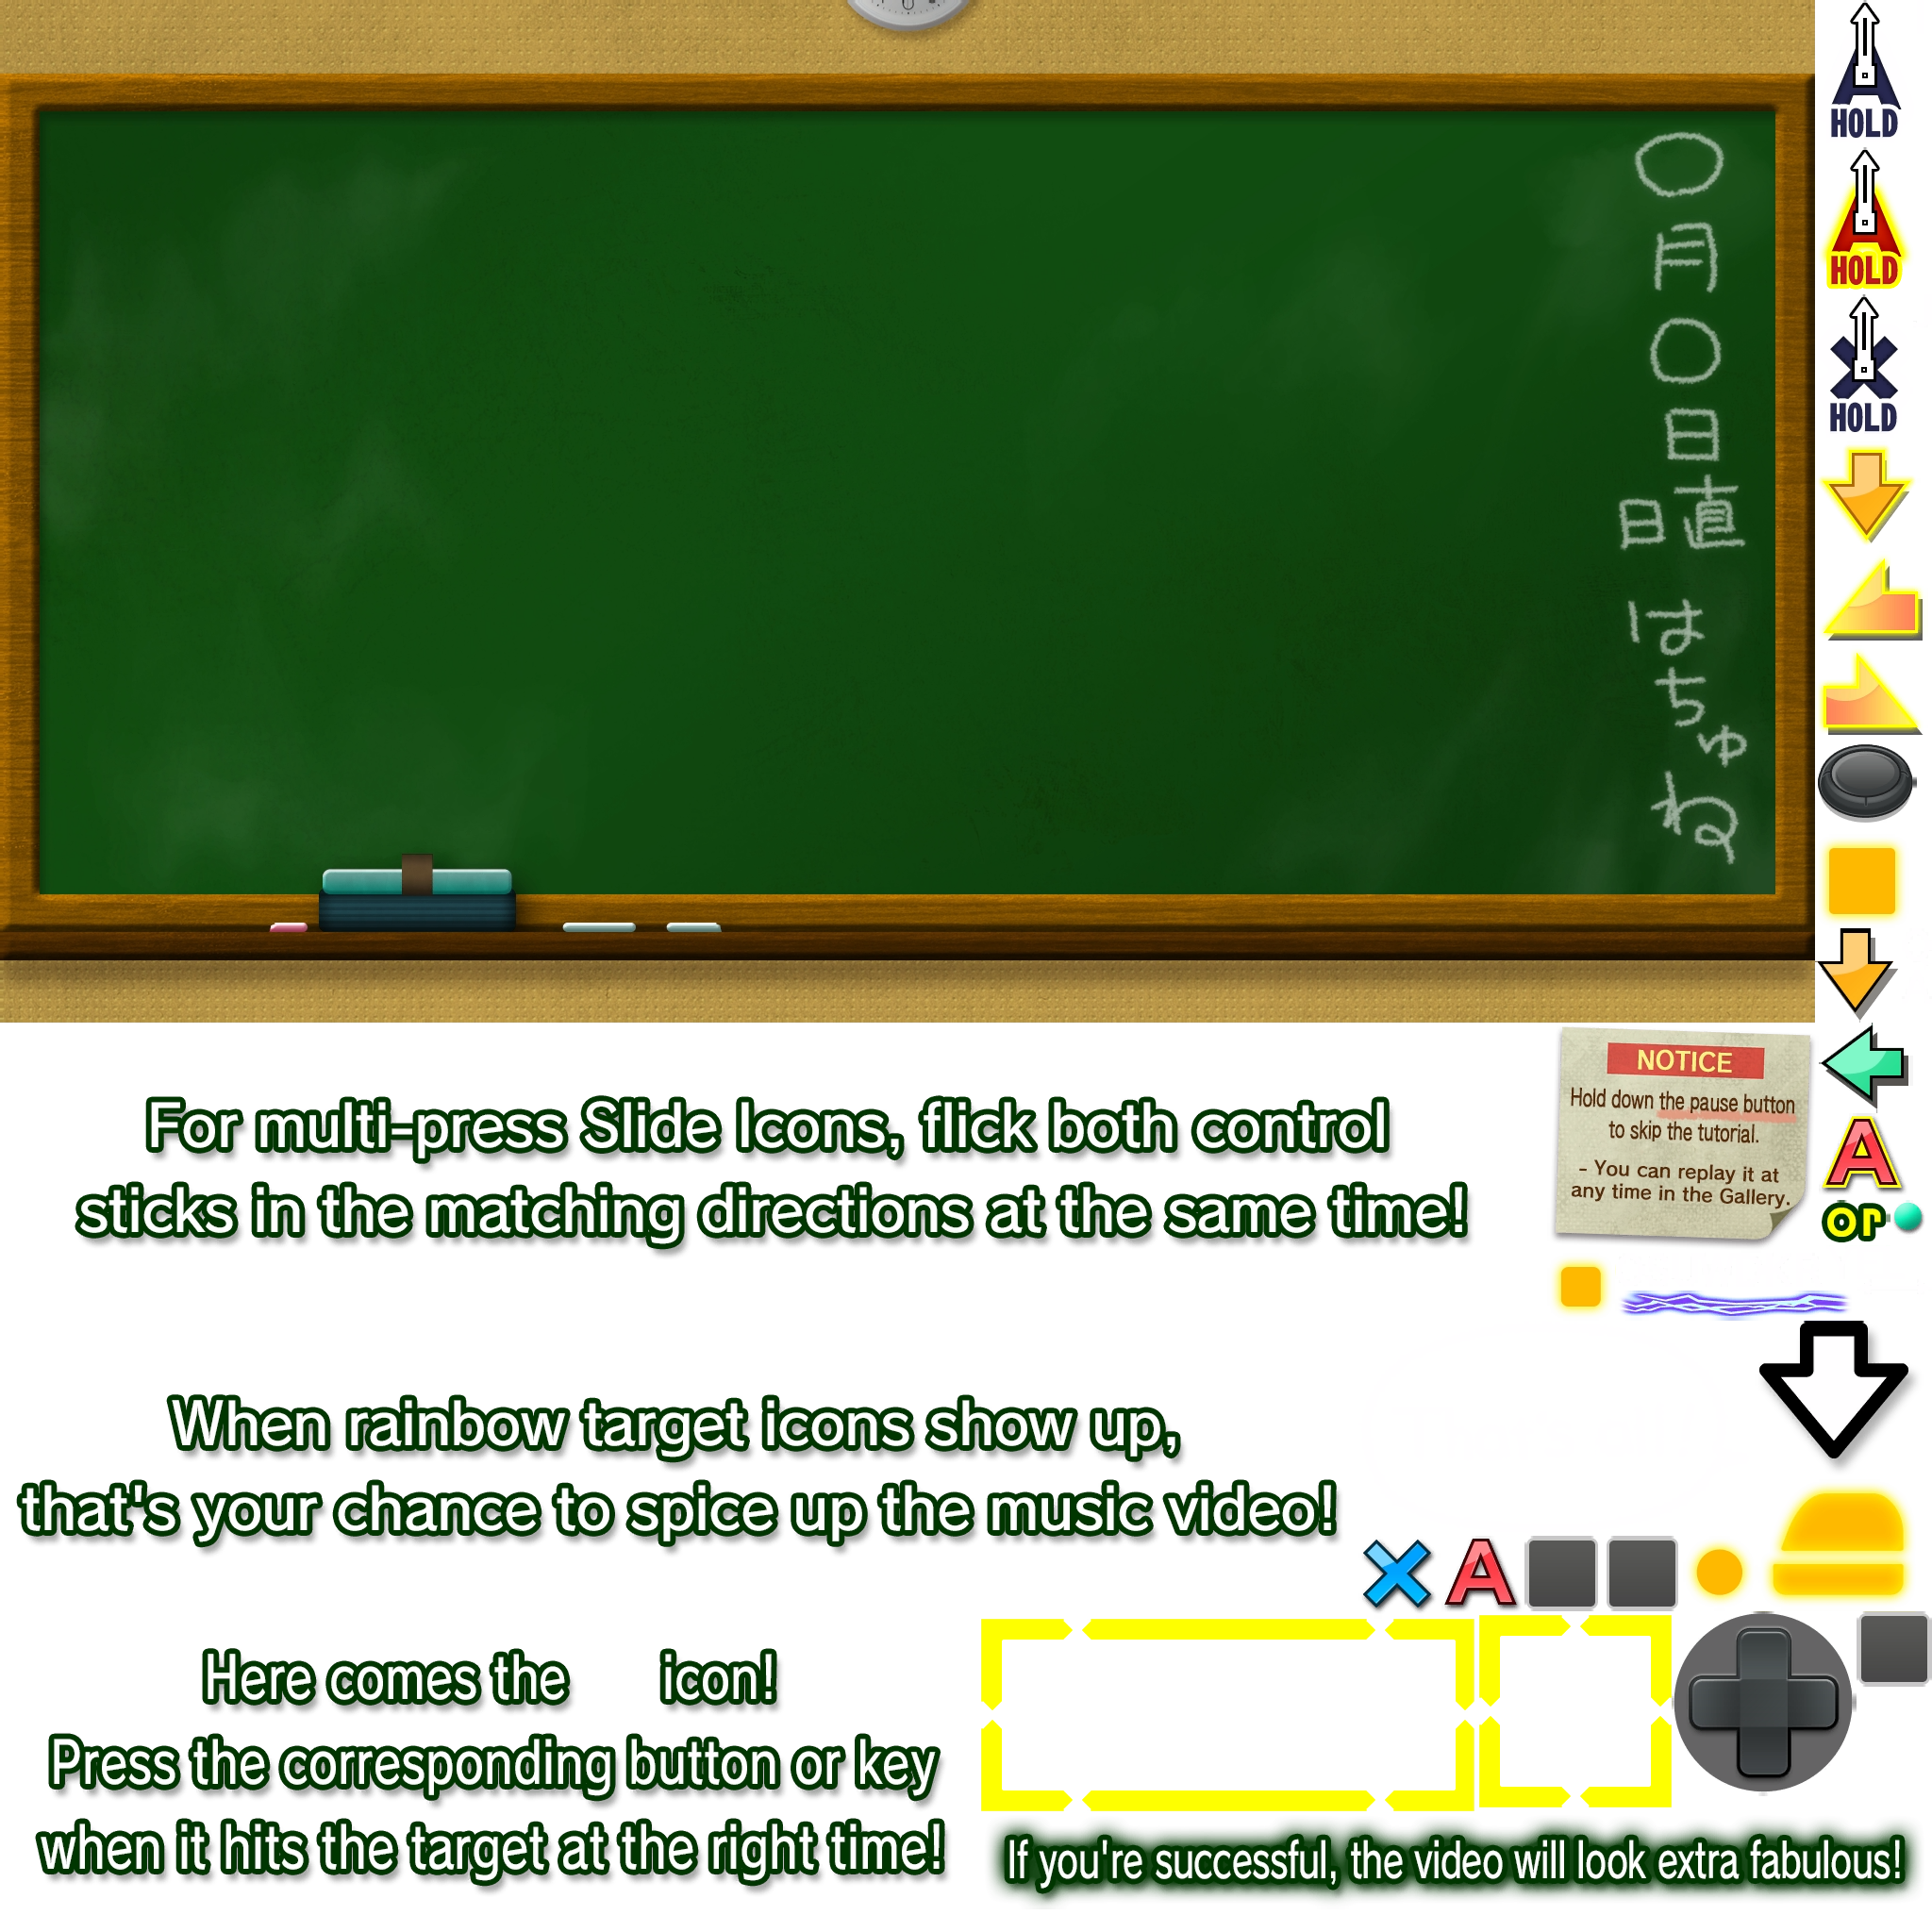 〇月〇日
日直
はちゅね
HOLD
HOLD
HOLD
NOTICE
Hold down the pause button
to skip the tutorial.
- You can replay it at
any time in the Gallery.
A
or
For multi-press Slide Icons, flick both control
sticks in the matching directions at the same time!
When rainbow target icons show up,
that's your chance to spice up the music video!
X A
Here comes the icon!
Press the corresponding button or key
when it hits the target at the right time!
If you're successful, the video will look extra fabulous!